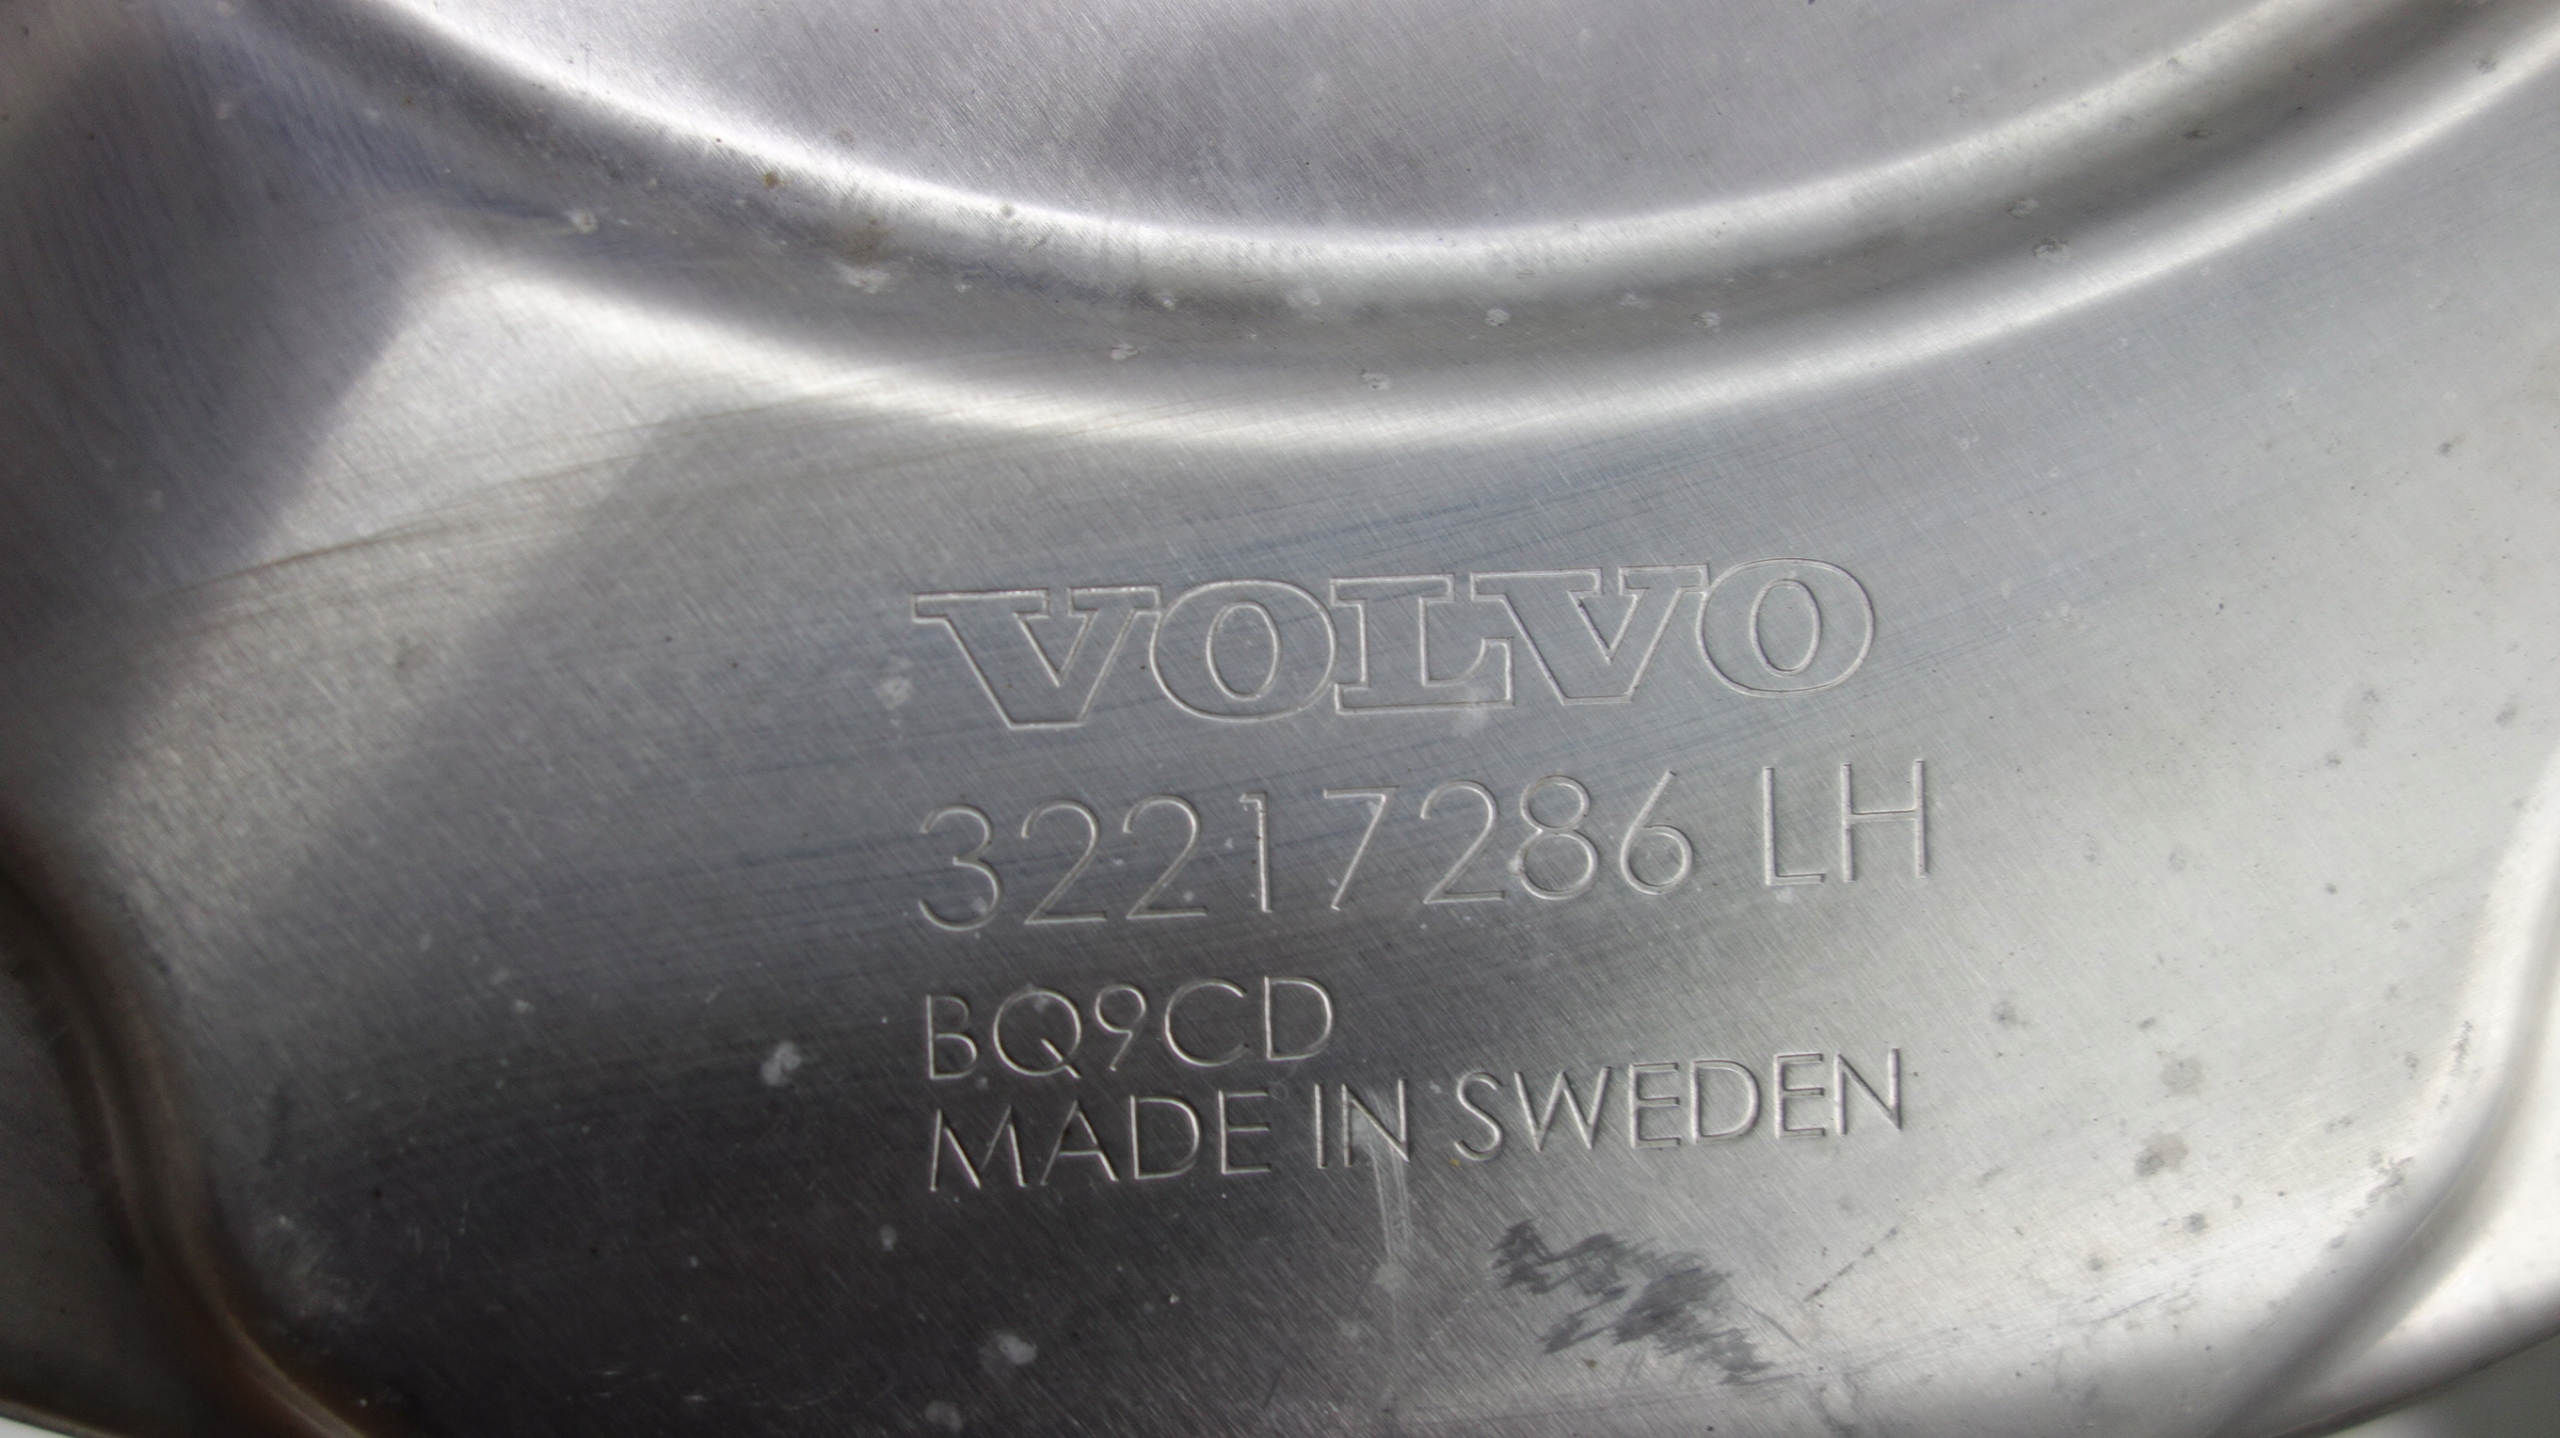 VOLVO
32217286 LH
BQ9CD
MADE IN SWEDEN